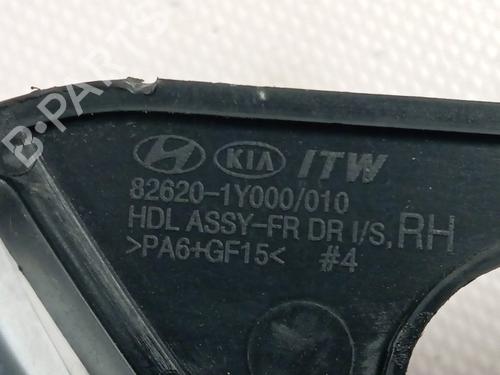 B-PARTS
KIA ITW
82620-1Y000/010
HDL ASSY-FR DR I/S, RH
>PA6+GF15< #4